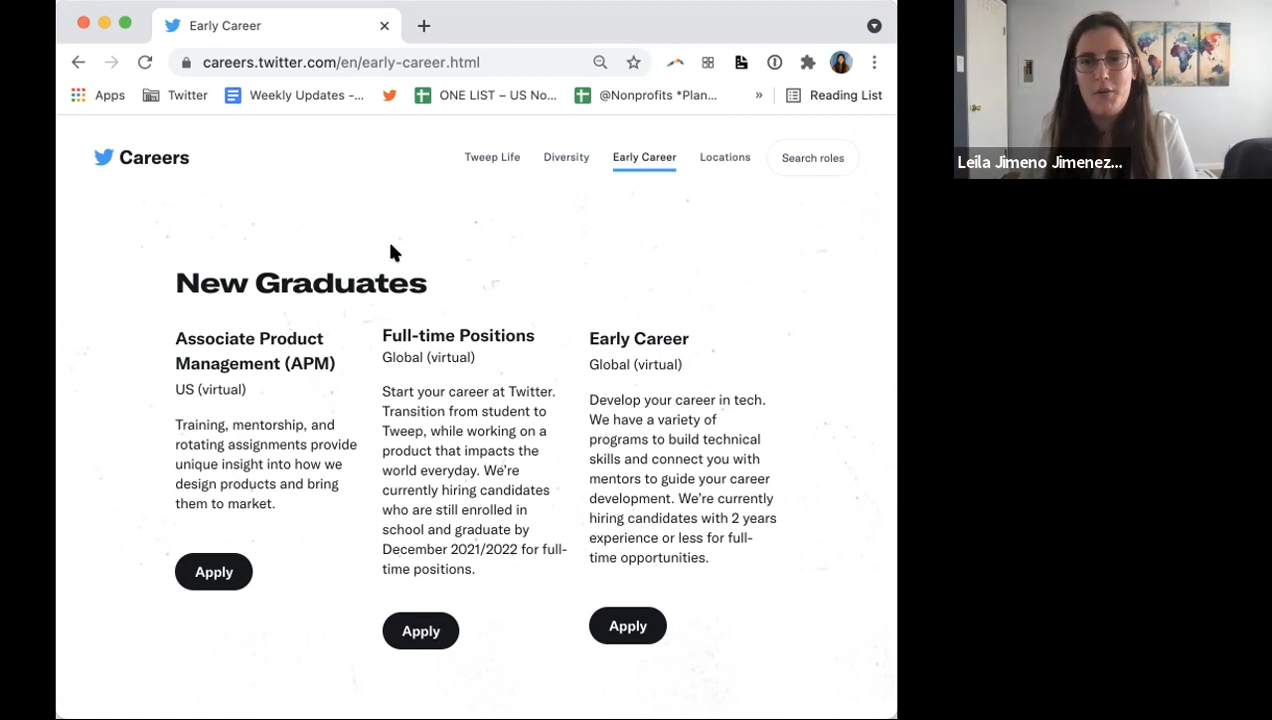 Early Career
careers.twitter.com/en/early-career.html
Apps Twitter Weekly Updates -... ONE LIST – US No... @Nonprofits *Plan... » Reading List
Careers
Tweep Life Diversity Early Career Locations Search roles
New Graduates
Associate Product
Management (APM)
US (virtual)
Training, mentorship, and
rotating assignments provide
unique insight into how we
design products and bring
them to market.
Apply
Full-time Positions
Global (virtual)
Start your career at Twitter.
Transition from student to
Tweep, while working on a
product that impacts the
world everyday. We’re
currently hiring candidates
who are still enrolled in
school and graduate by
December 2021/2022 for full-
time positions.
Apply
Early Career
Global (virtual)
Develop your career in tech.
We have a variety of
programs to build technical
skills and connect you with
mentors to guide your career
development. We’re currently
hiring candidates with 2 years
experience or less for full-
time opportunities.
Apply
Leila Jimeno Jimenez...